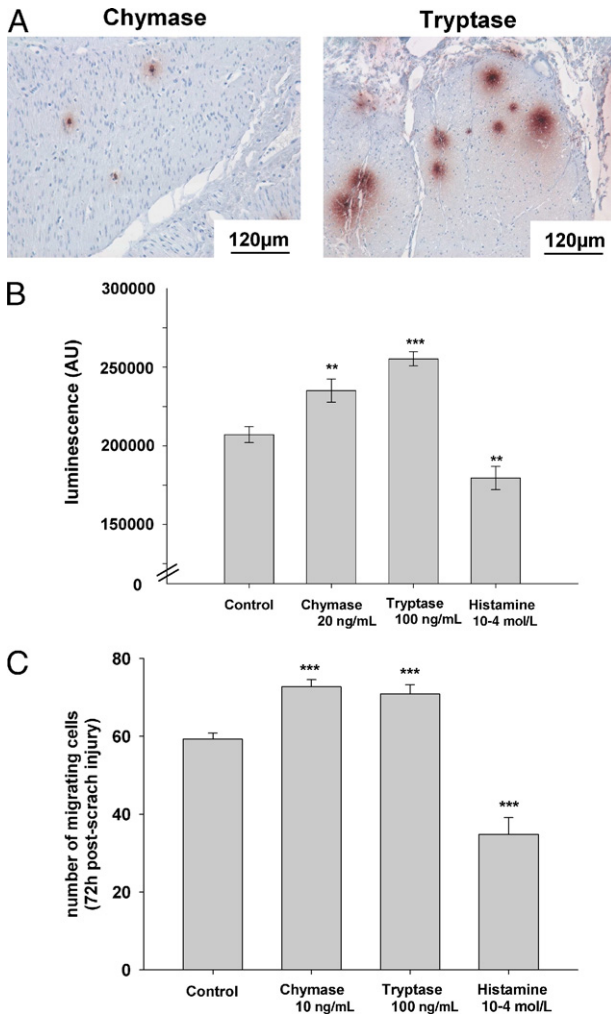 A
Chymase
Tryptase
120µm
120µm
B
luminescence (AU)
300000
250000
200000
150000
0
**
***
**
Control
Chymase
20 ng/mL
Tryptase
100 ng/mL
Histamine
10-4 mol/L
C
number of migrating cells
(72h post-scrach injury)
80
60
40
20
0
***
***
***
Control
Chymase
10 ng/mL
Tryptase
100 ng/mL
Histamine
10-4 mol/L